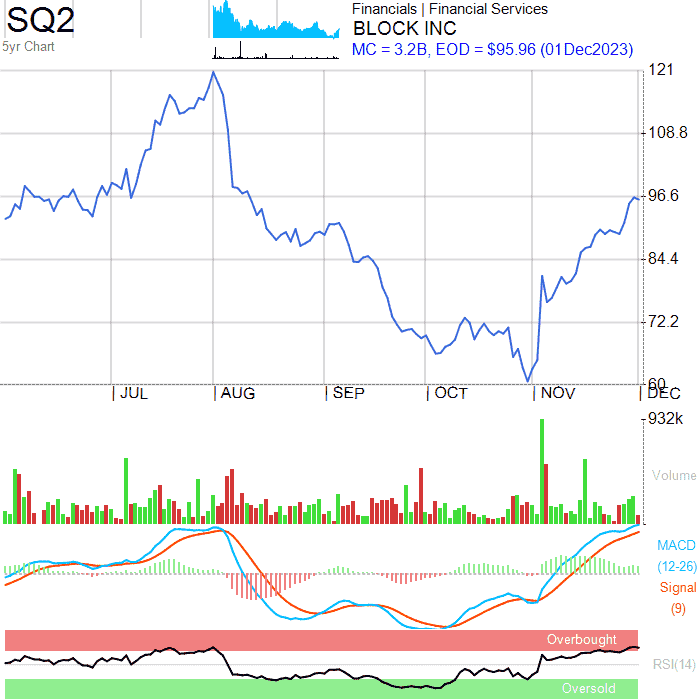 SQ2
5yr Chart
Financials | Financial Services
BLOCK INC
MC = 3.2B, EOD = $95.96 (01Dec2023)
121
108.8
96.6
84.4
72.2
60
JUL
AUG
SEP
OCT
NOV
DEC
932k
Volume
MACD
(12-26)
Signal
(9)
Overbought
RSI(14)
Oversold